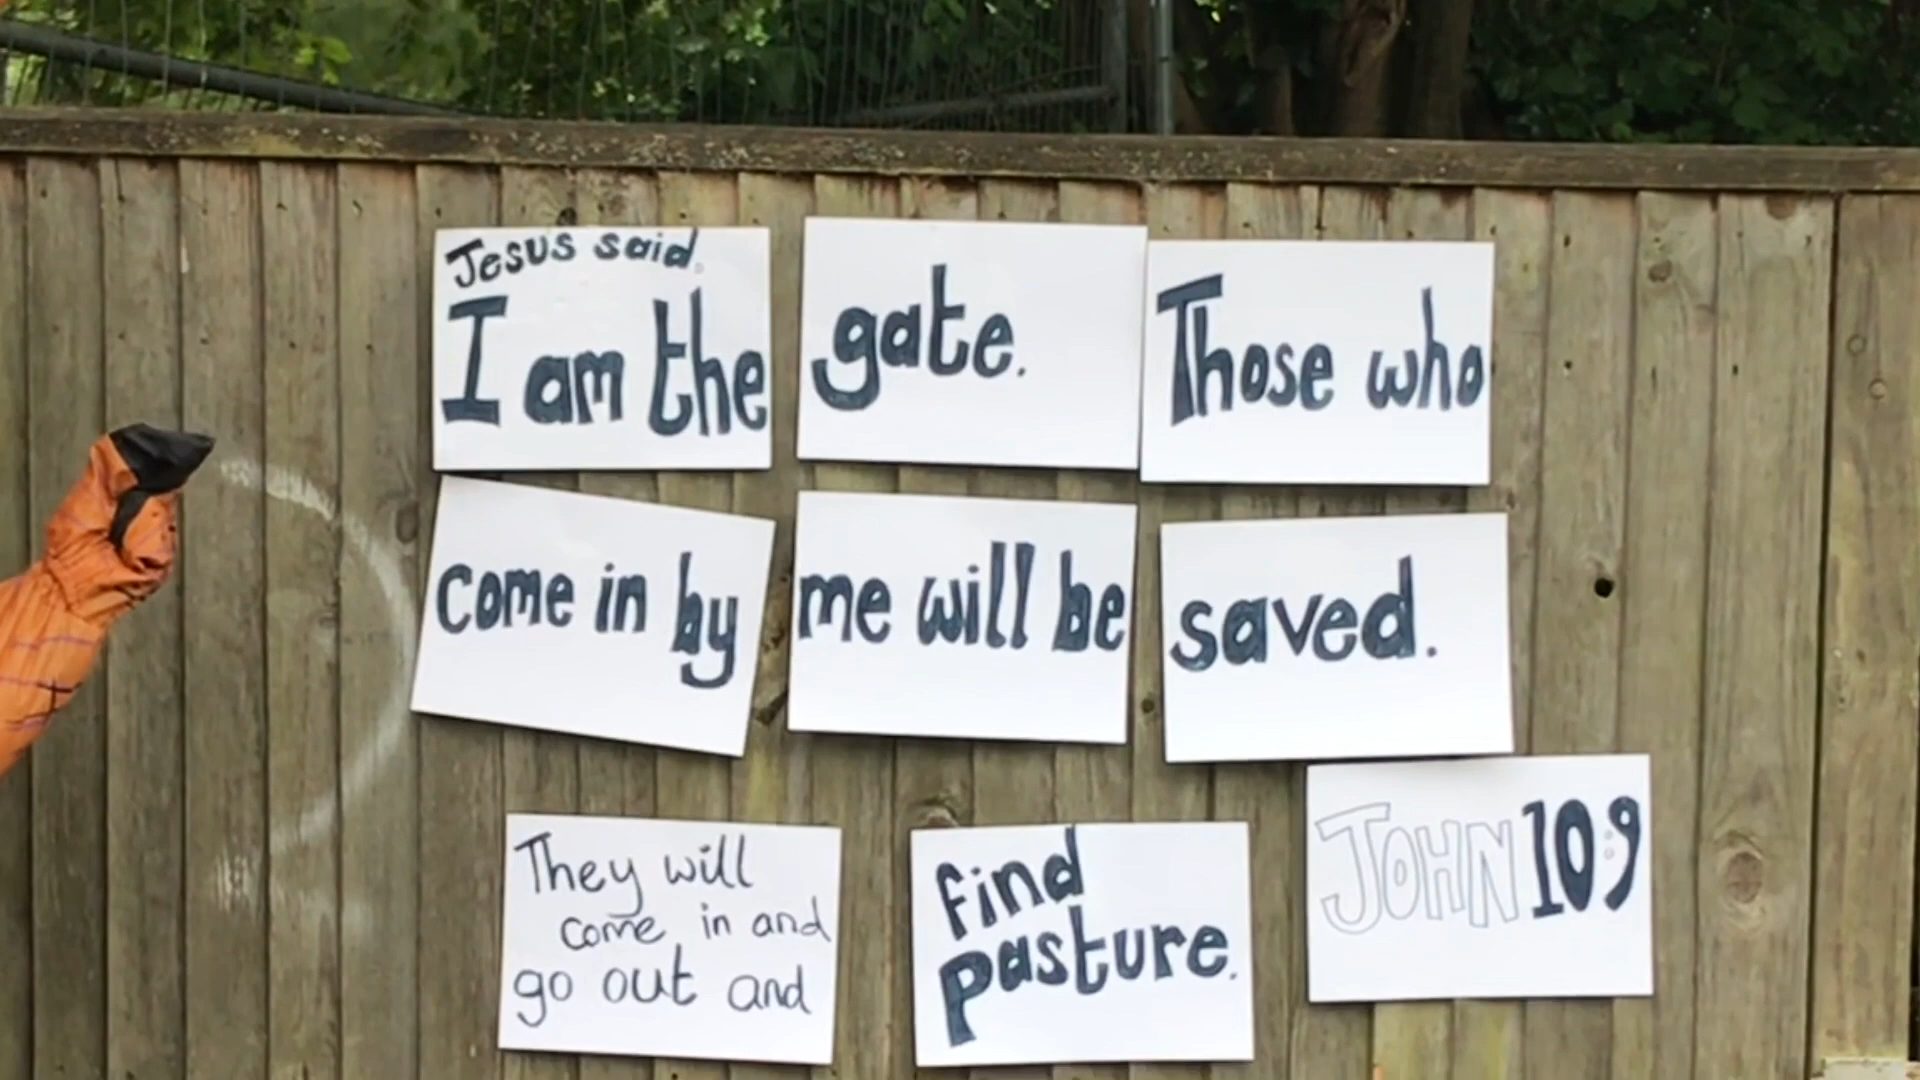 Jesus said.
I am the
gate.
Those who
come in by
me will be
saved.
They will
come in and
go out and
find
pasture.
JOHN 10:9